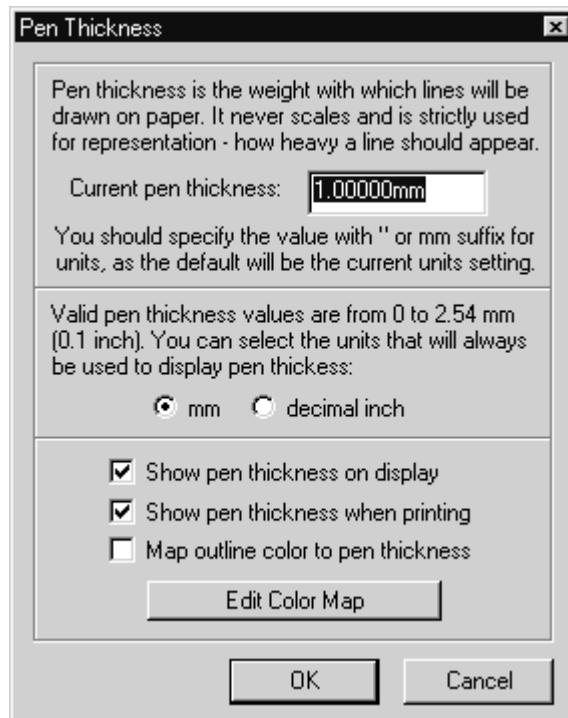 Pen Thickness
Pen thickness is the weight with which lines will be
drawn on paper. It never scales and is strictly used
for representation - how heavy a line should appear.
Current pen thickness: 1.00000mm
You should specify the value with " or mm suffix for
units, as the default will be the current units setting.
Valid pen thickness values are from 0 to 2.54 mm
(0.1 inch). You can select the units that will always
be used to display pen thickess:
mm decimal inch
Show pen thickness on display
Show pen thickness when printing
Map outline color to pen thickness
Edit Color Map
OK Cancel